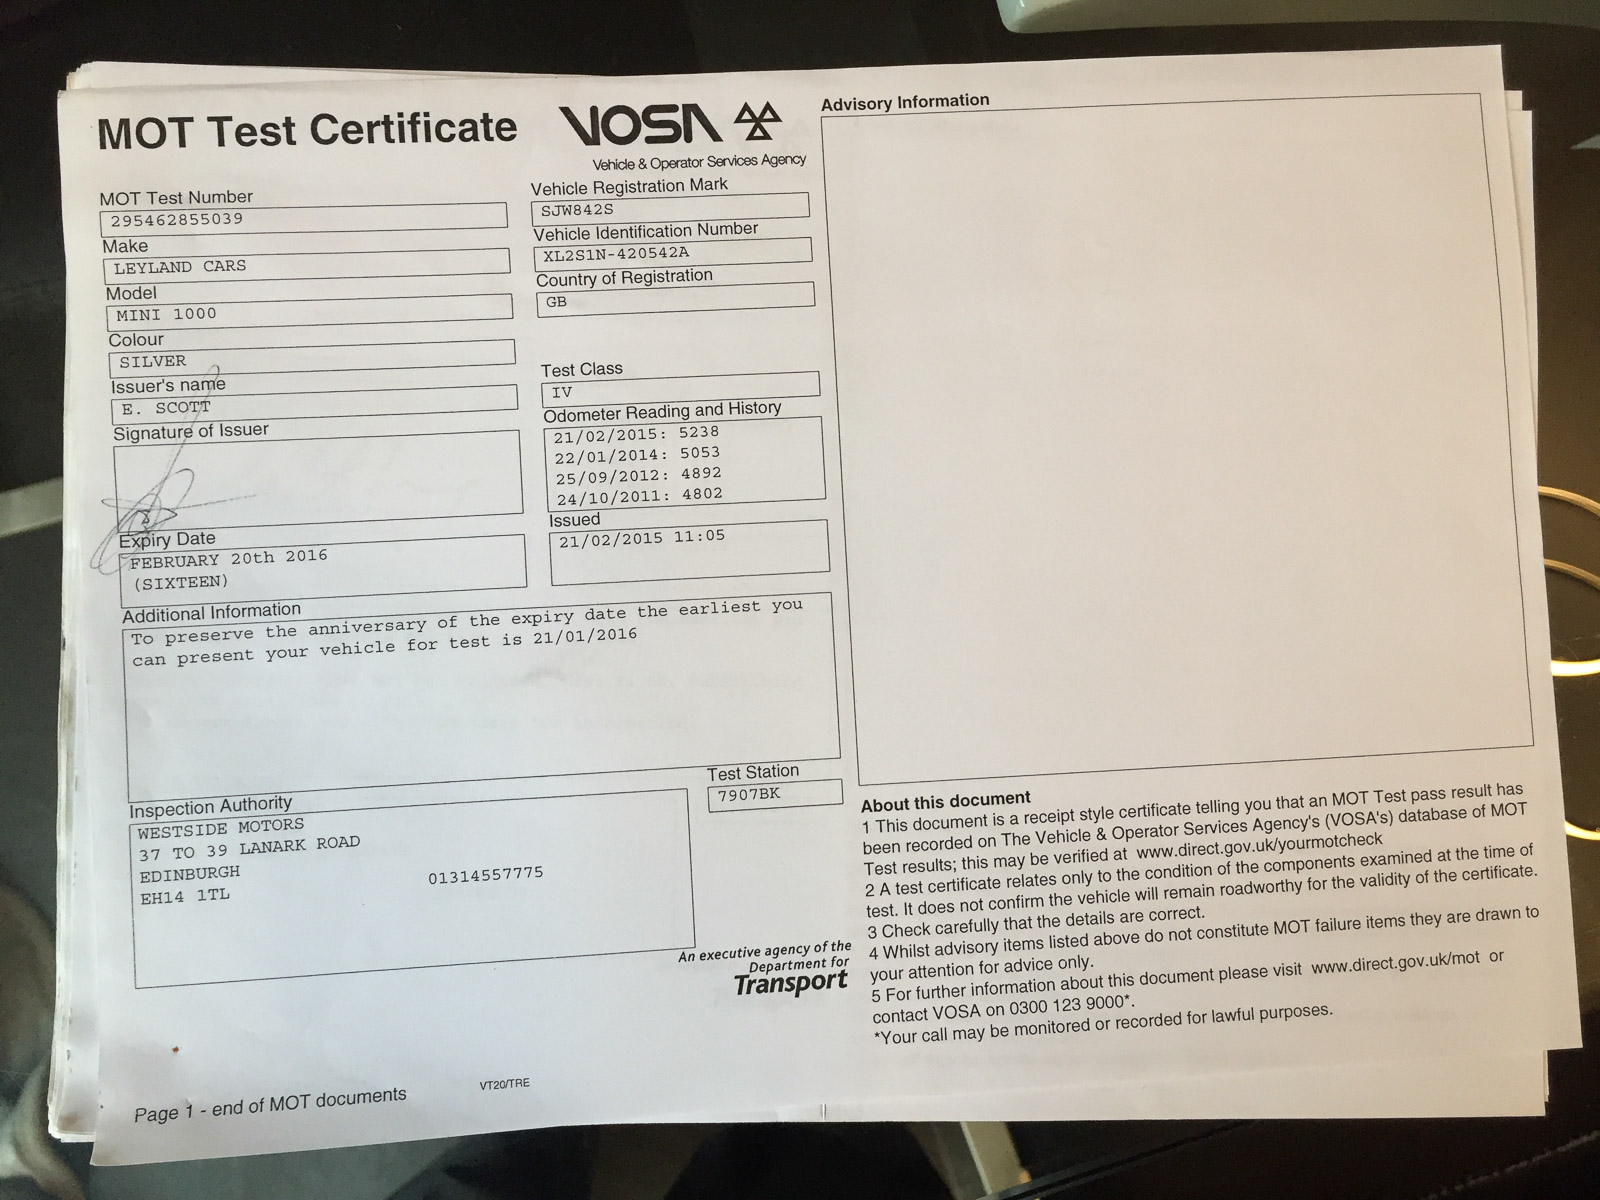 MOT Test Certificate
VOSA
Vehicle & Operator Services Agency
MOT Test Number
295462855039
Make
LEYLAND CARS
Model
MINI 1000
Colour
SILVER
Issuer's name
E. SCOTT
Signature of Issuer
Expiry Date
FEBRUARY 20th 2016
(SIXTEEN)
Vehicle Registration Mark
SJW842S
Vehicle Identification Number
XL2S1N-420542A
Country of Registration
GB
Test Class
IV
Odometer Reading and History
21/02/2015: 5238
22/01/2014: 5053
25/09/2012: 4892
24/10/2011: 4802
Issued
21/02/2015 11:05
Additional Information
To preserve the anniversary of the expiry date the earliest you
can present your vehicle for test is 21/01/2016
Inspection Authority
WESTSIDE MOTORS
37 TO 39 LANARK ROAD
EDINBURGH
EH14 1TL
01314557775
Test Station
7907BK
An executive agency of the
Department for
Transport
Page 1 - end of MOT documents
VT20/TRE
Advisory Information
About this document
1 This document is a receipt style certificate telling you that an MOT Test pass result has
been recorded on The Vehicle & Operator Services Agency's (VOSA's) database of MOT
Test results; this may be verified at www.direct.gov.uk/yourmotcheck
2 A test certificate relates only to the condition of the components examined at the time of
test. It does not confirm the vehicle will remain roadworthy for the validity of the certificate.
3 Check carefully that the details are correct.
4 Whilst advisory items listed above do not constitute MOT failure items they are drawn to
your attention for advice only.
5 For further information about this document please visit www.direct.gov.uk/mot or
contact VOSA on 0300 123 9000*.
*Your call may be monitored or recorded for lawful purposes.